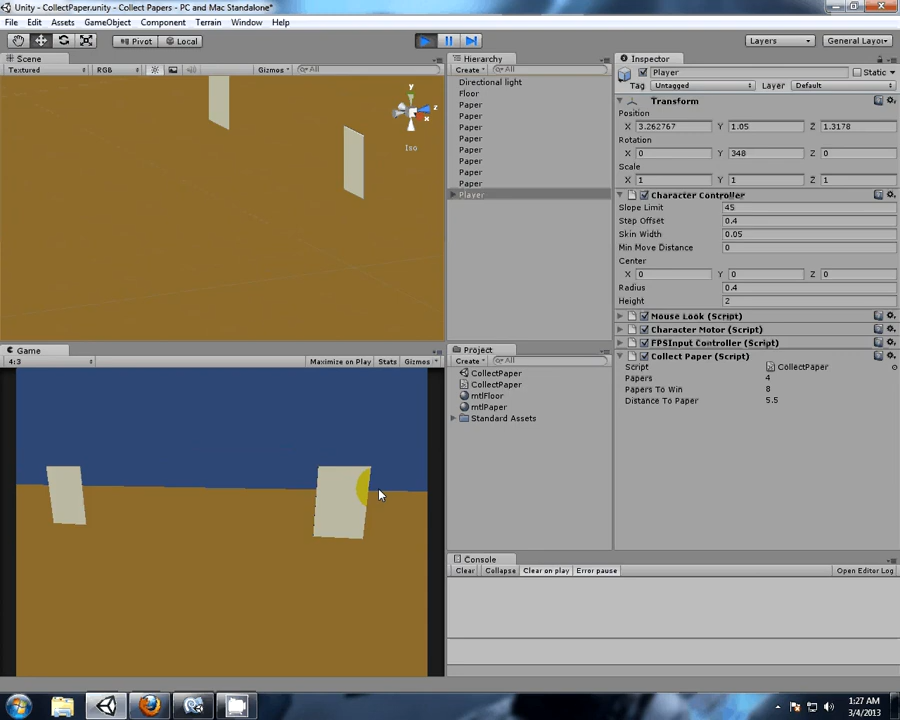 Unity - CollectPaper.unity - Collect Papers - PC and Mac Standalone*
File Edit Assets GameObject Component Terrain Window Help
Pivot Local Layers General Layou
Scene
Textured RGB Gizmos All
y
z
x
Iso
Game
4:3 Maximize on Play Stats Gizmos
Hierarchy
Create All
Directional light
Floor
Paper
Paper
Paper
Paper
Paper
Paper
Paper
Paper
Player
Project
Create All
CollectPaper
CollectPaper
mtlFloor
mtlPaper
Standard Assets
Console
Clear Collapse Clear on play Error pause Open Editor Log
Inspector
Player Static
Tag Untagged Layer Default
Transform
Position
X 3.262767 Y 1.05 Z 1.3178
Rotation
X 0 Y 348 Z 0
Scale
X 1 Y 1 Z 1
Character Controller
Slope Limit 45
Step Offset 0.4
Skin Width 0.05
Min Move Distance 0
Center
X 0 Y 0 Z 0
Radius 0.4
Height 2
Mouse Look (Script)
Character Motor (Script)
FPSInput Controller (Script)
Collect Paper (Script)
Script CollectPaper
Papers 4
Papers To Win 8
Distance To Paper 5.5
1:27 AM
3/4/2013